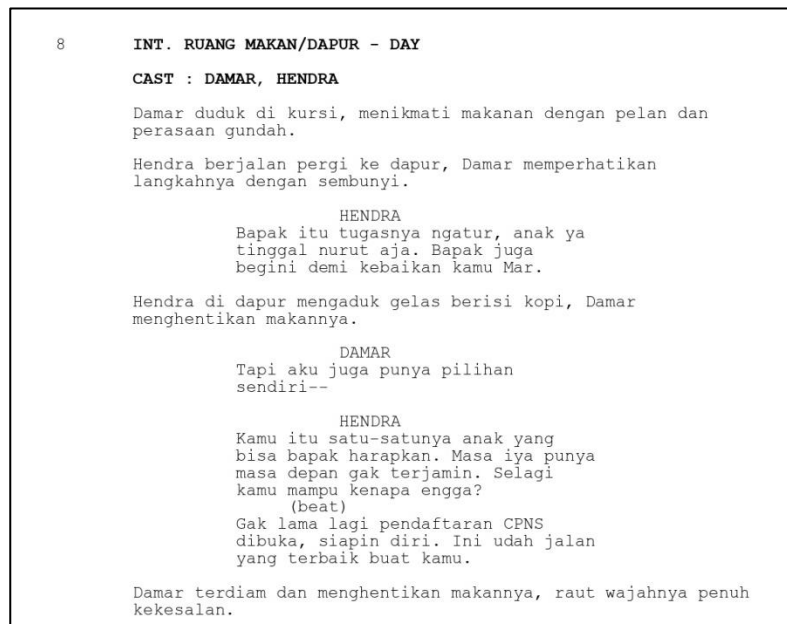 8 INT. RUANG MAKAN/DAPUR - DAY
CAST : DAMAR, HENDRA
Damar duduk di kursi, menikmati makanan dengan pelan dan
perasaan gundah.
Hendra berjalan pergi ke dapur, Damar memperhatikan
langkahnya dengan sembunyi.
HENDRA
Bapak itu tugasnya ngatur, anak ya
tinggal nurut aja. Bapak juga
begini demi kebaikan kamu Mar.
Hendra di dapur mengaduk gelas berisi kopi, Damar
menghentikan makannya.
DAMAR
Tapi aku juga punya pilihan
sendiri--
HENDRA
Kamu itu satu-satunya anak yang
bisa bapak harapkan. Masa iya punya
masa depan gak terjamin. Selagi
kamu mampu kenapa engga?
(beat)
Gak lama lagi pendaftaran CPNS
dibuka, siapin diri. Ini udah jalan
yang terbaik buat kamu.
Damar terdiam dan menghentikan makannya, raut wajahnya penuh
kekesalan.